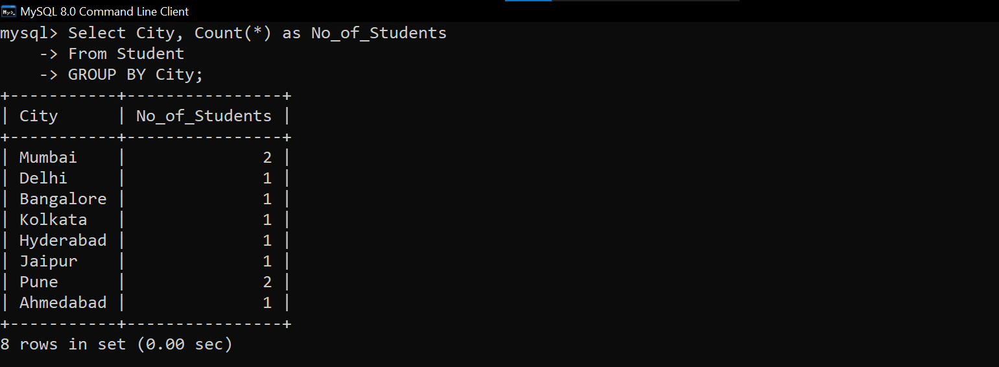 MySQL 8.0 Command Line Client
mysql> Select City, Count(*) as No_of_Students
    -> From Student
    -> GROUP BY City;
+-----------+----------------+
| City      | No_of_Students |
+-----------+----------------+
| Mumbai    |              2 |
| Delhi     |              1 |
| Bangalore |              1 |
| Kolkata   |              1 |
| Hyderabad |              1 |
| Jaipur    |              1 |
| Pune      |              2 |
| Ahmedabad |              1 |
+-----------+----------------+
8 rows in set (0.00 sec)